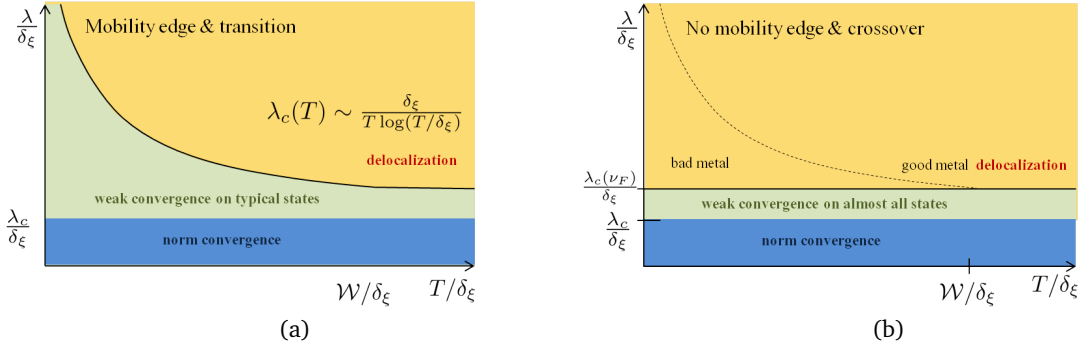 λ/δ_ξ
Mobility edge & transition
λ_c(T) ∼ δ_ξ / (T log(T/δ_ξ))
delocalization
weak convergence on typical states
λ_c/δ_ξ
norm convergence
𝒲/δ_ξ
T/δ_ξ
(a)
λ/δ_ξ
No mobility edge & crossover
bad metal
good metal
delocalization
λ_c(ν_F)/δ_ξ
weak convergence on almost all states
λ_c/δ_ξ
norm convergence
𝒲/δ_ξ
T/δ_ξ
(b)